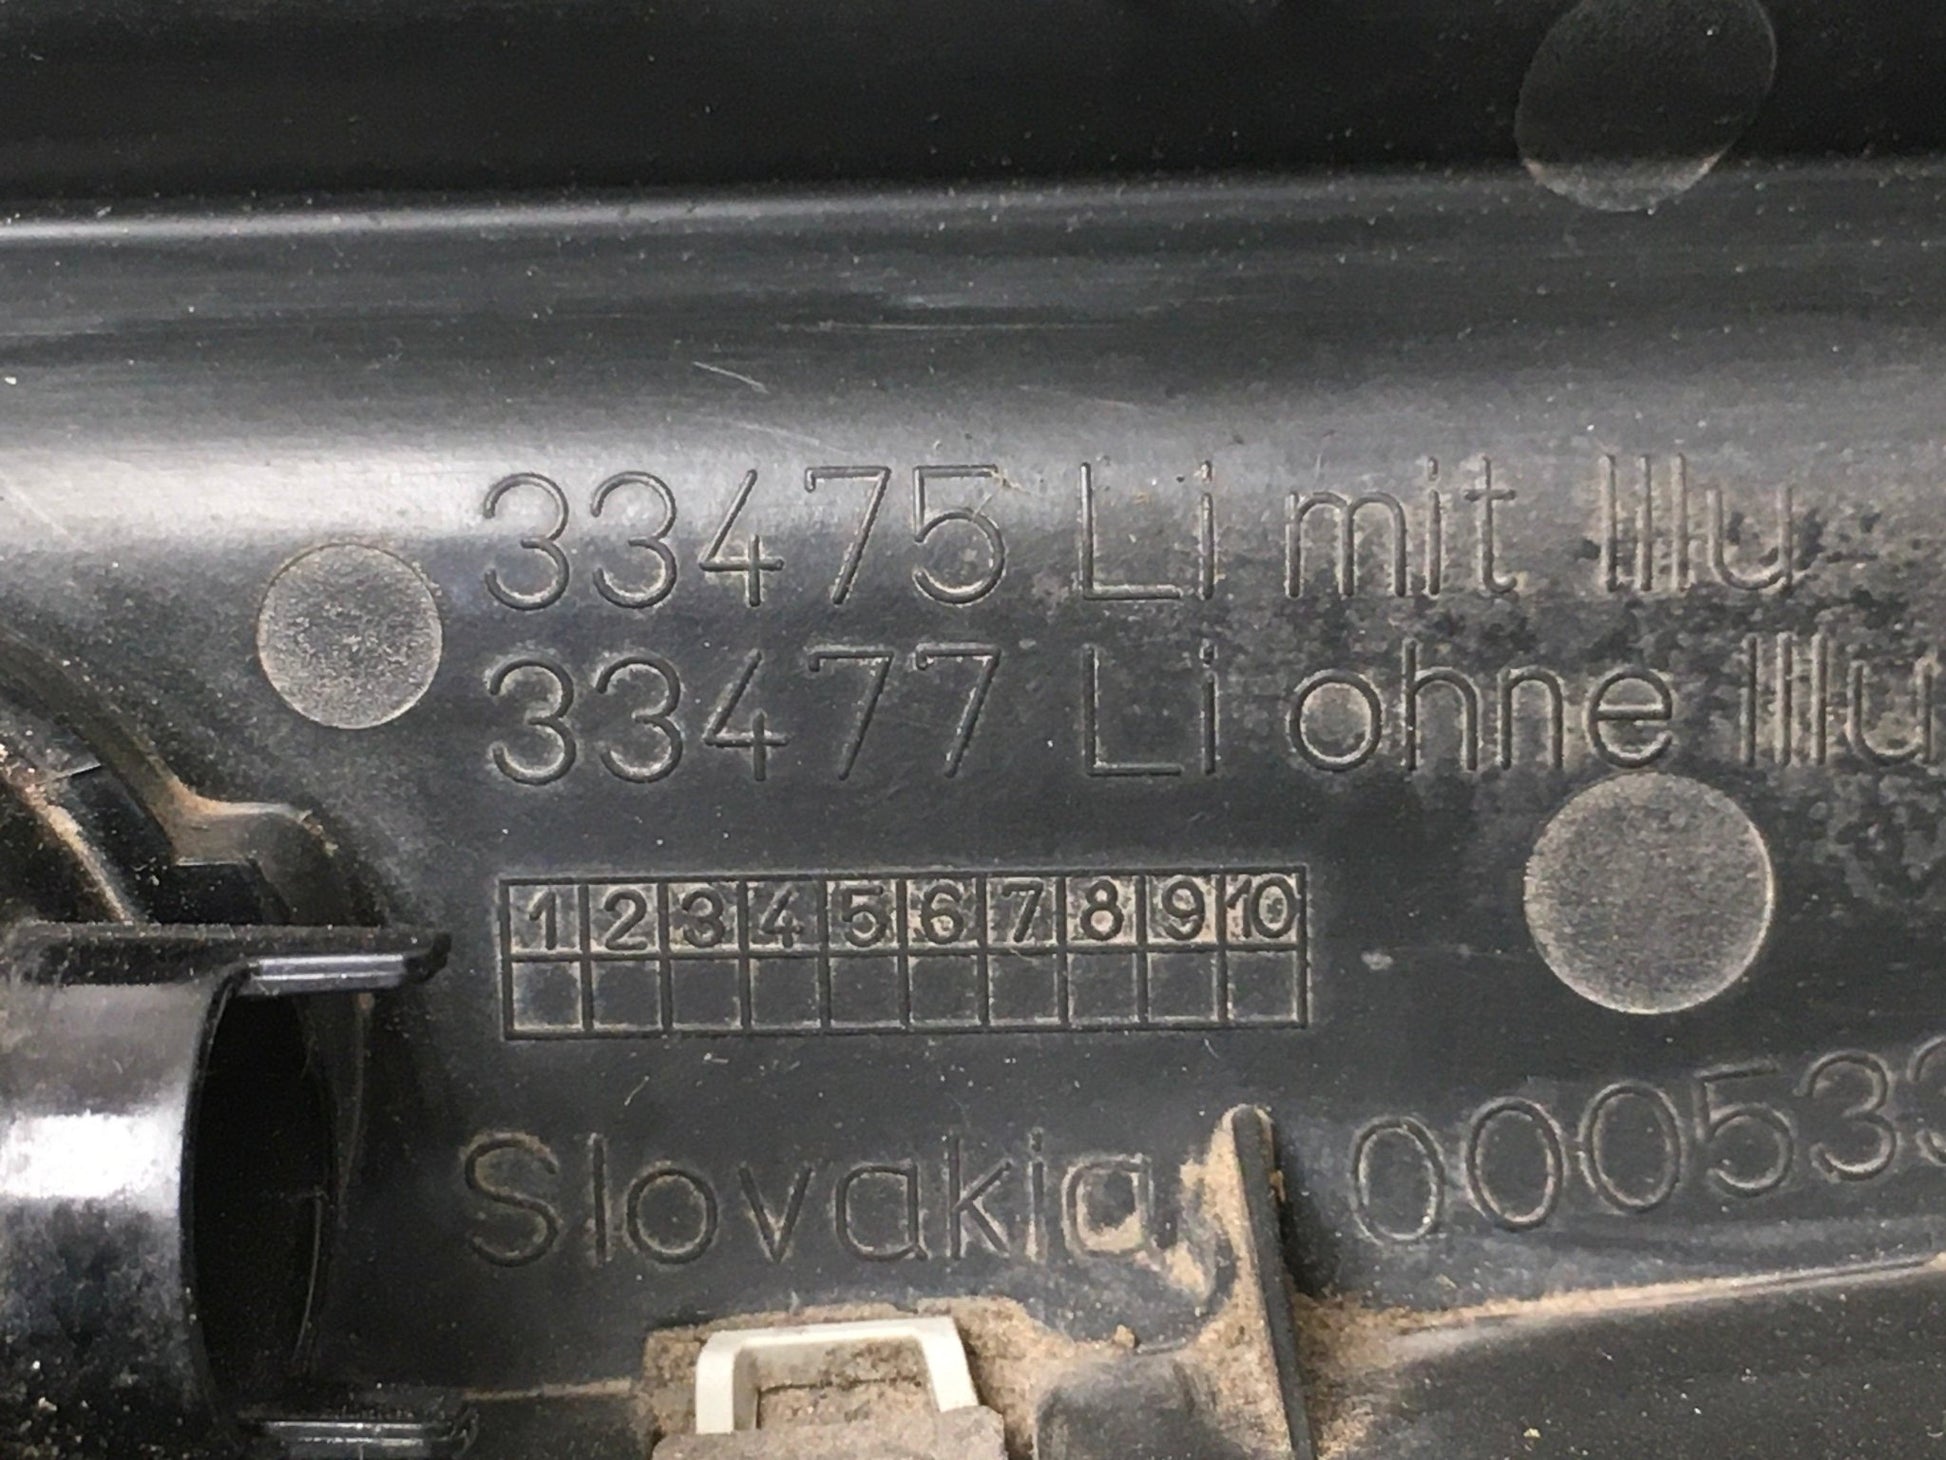 33475 Li mit Illu
33477 Li ohne Illu
1 2 3 4 5 6 7 8 9 10
Slovakia 000533